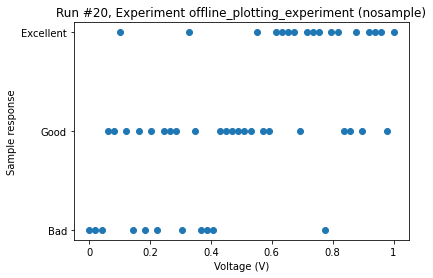 Run #20, Experiment offline_plotting_experiment (nosample)
Excellent
Good
Bad
Sample response
0
0.2
0.4
0.6
0.8
1
Voltage (V)